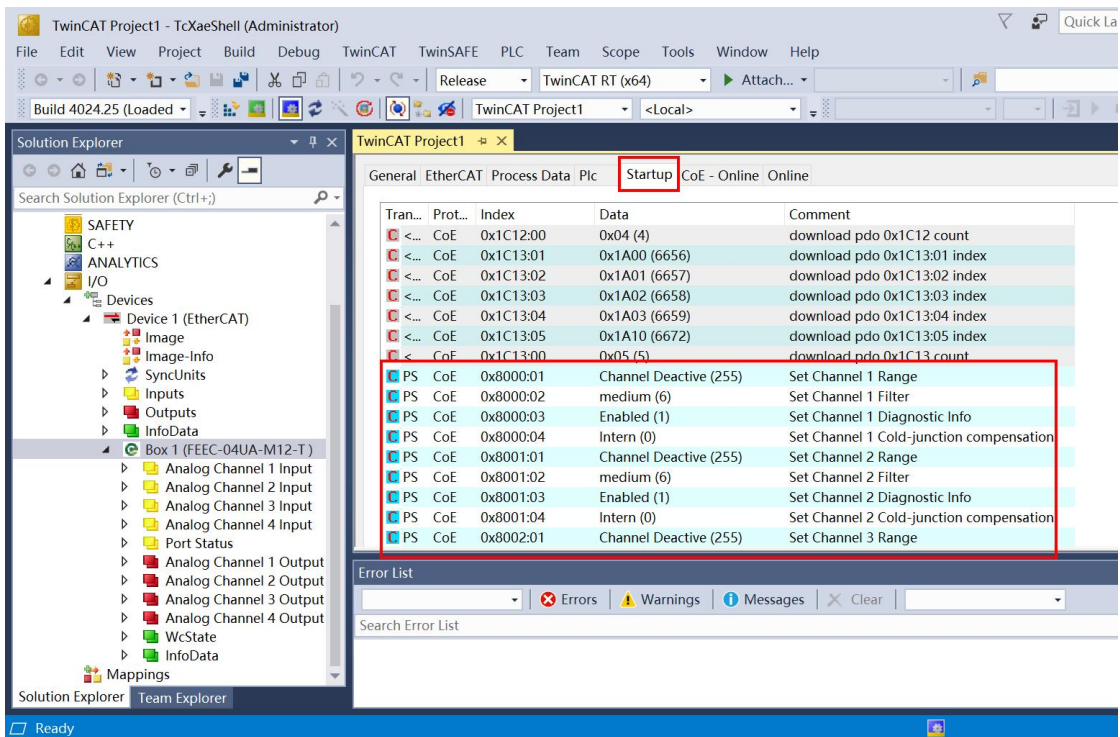 TwinCAT Project1 - TcXaeShell (Administrator)
Quick La
File Edit View Project Build Debug TwinCAT TwinSAFE PLC Team Scope Tools Window Help
Release TwinCAT RT (x64) Attach...
Build 4024.25 (Loaded TwinCAT Project1 <Local>
Solution Explorer
Search Solution Explorer (Ctrl+;)
SAFETY
C++
ANALYTICS
I/O
Devices
Device 1 (EtherCAT)
Image
Image-Info
SyncUnits
Inputs
Outputs
InfoData
Box 1 (FEEC-04UA-M12-T )
Analog Channel 1 Input
Analog Channel 2 Input
Analog Channel 3 Input
Analog Channel 4 Input
Port Status
Analog Channel 1 Output
Analog Channel 2 Output
Analog Channel 3 Output
Analog Channel 4 Output
WcState
InfoData
Mappings
Solution Explorer Team Explorer
TwinCAT Project1
General EtherCAT Process Data Plc Startup CoE - Online Online
Tran... Prot... Index Data Comment
C <... CoE 0x1C12:00 0x04 (4) download pdo 0x1C12 count
C <... CoE 0x1C13:01 0x1A00 (6656) download pdo 0x1C13:01 index
C <... CoE 0x1C13:02 0x1A01 (6657) download pdo 0x1C13:02 index
C <... CoE 0x1C13:03 0x1A02 (6658) download pdo 0x1C13:03 index
C <... CoE 0x1C13:04 0x1A03 (6659) download pdo 0x1C13:04 index
C <... CoE 0x1C13:05 0x1A10 (6672) download pdo 0x1C13:05 index
C <... CoE 0x1C13:00 0x05 (5) download pdo 0x1C13 count
C PS CoE 0x8000:01 Channel Deactive (255) Set Channel 1 Range
C PS CoE 0x8000:02 medium (6) Set Channel 1 Filter
C PS CoE 0x8000:03 Enabled (1) Set Channel 1 Diagnostic Info
C PS CoE 0x8000:04 Intern (0) Set Channel 1 Cold-junction compensation
C PS CoE 0x8001:01 Channel Deactive (255) Set Channel 2 Range
C PS CoE 0x8001:02 medium (6) Set Channel 2 Filter
C PS CoE 0x8001:03 Enabled (1) Set Channel 2 Diagnostic Info
C PS CoE 0x8001:04 Intern (0) Set Channel 2 Cold-junction compensation
C PS CoE 0x8002:01 Channel Deactive (255) Set Channel 3 Range
Error List
Errors Warnings Messages Clear
Search Error List
Ready